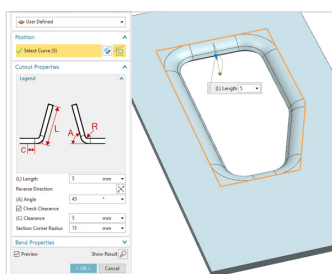 User Defined
Position
Select Curve (5)
Cutout Properties
Legend
L
R
A
C
(L) Length 5 mm
Reverse Direction
(A) Angle 45 °
Check Clearance
(C) Clearance 5 mm
Section Corner Radius 15 mm
Bend Properties
Preview Show Result
< OK > Cancel
(L) Length 5